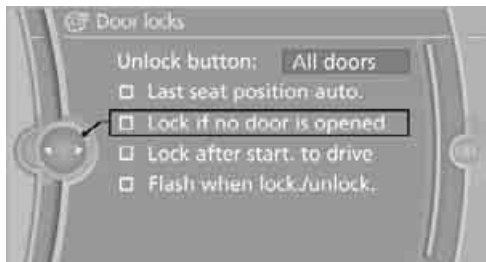 Door locks
Unlock button: All doors
Last seat position auto.
Lock if no door is opened
Lock after start. to drive
Flash when lock./unlock.